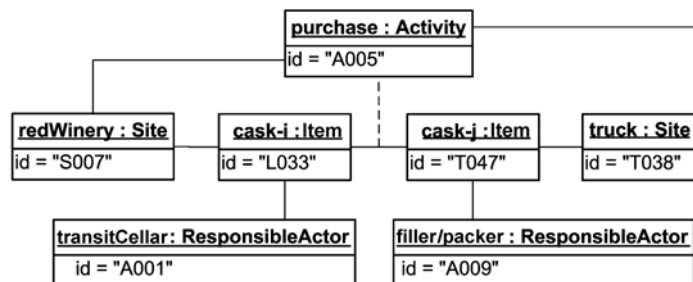 purchase : Activity
id = "A005"
redWinery : Site
id = "S007"
cask-i :Item
id = "L033"
cask-j :Item
id = "T047"
truck : Site
id = "T038"
transitCellar: ResponsibleActor
id = "A001"
filler/packer : ResponsibleActor
id = "A009"